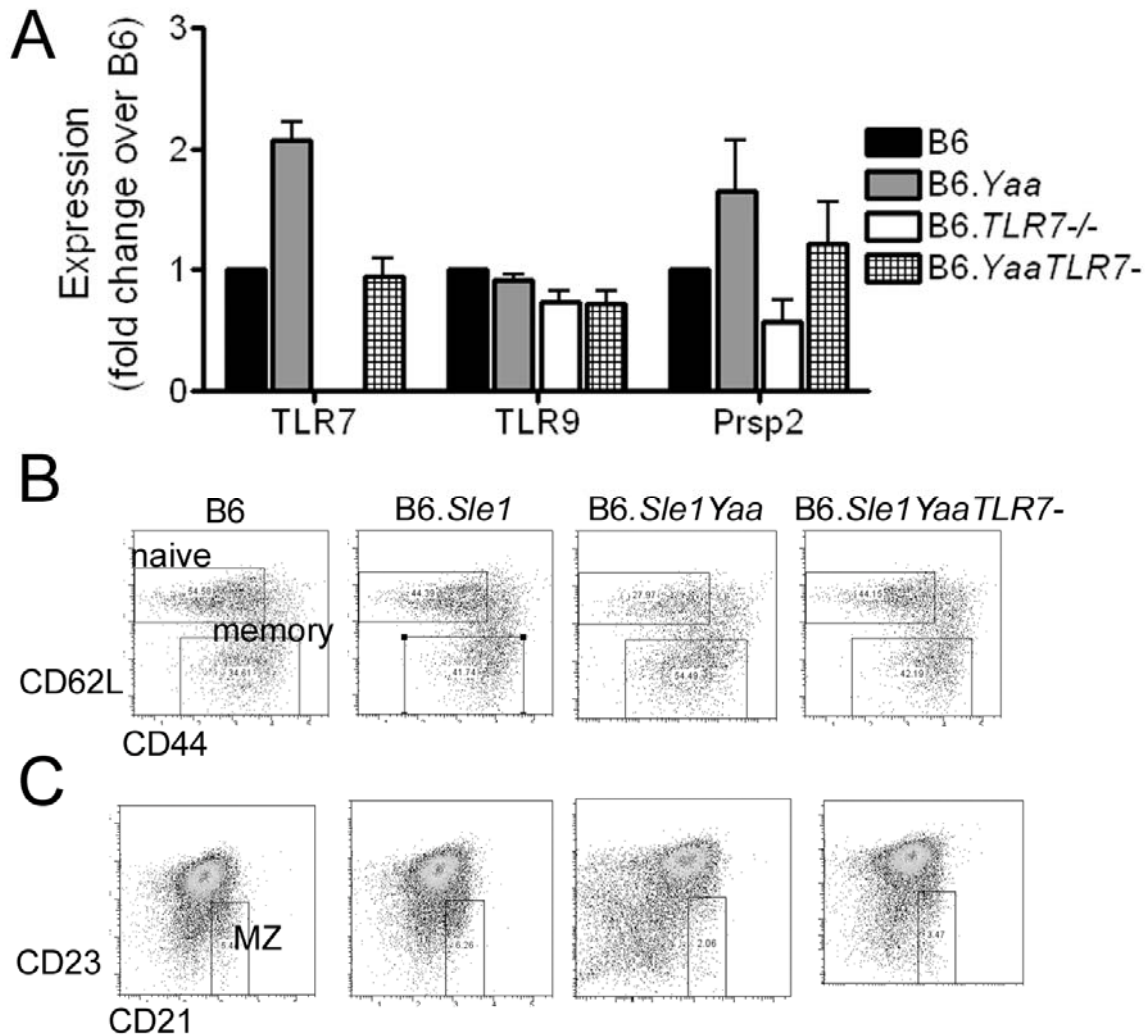 A
Expression
(fold change over B6)
3
2
1
0
TLR7 TLR9 Prsp2
B6
B6.Yaa
B6.TLR7-/-
B6.YaaTLR7-
B
B6 B6.Sle1 B6.Sle1Yaa B6.Sle1YaaTLR7-
naive
44.39 27.97 44.15
memory
34.61 41.74 54.49 42.19
CD62L
CD44
C
MZ
6.26 2.06 3.47
CD23
CD21